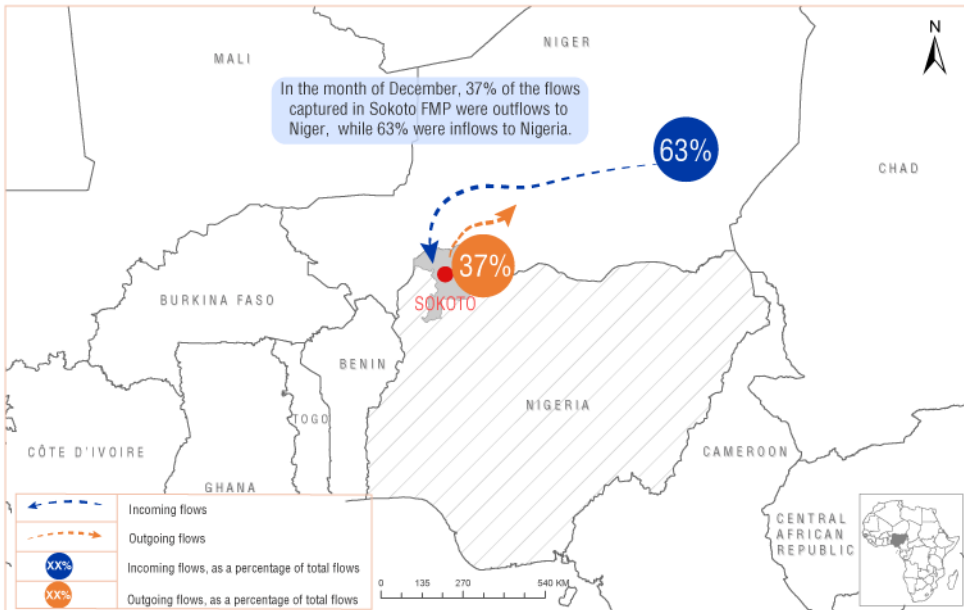 N
NIGER
MALI
In the month of December, 37% of the flows
captured in Sokoto FMP were outflows to
Niger, while 63% were inflows to Nigeria.
63%
CHAD
37%
SOKOTO
BURKINA FASO
BENIN
NIGERIA
TOGO
CÔTE D'IVOIRE
CAMEROON
GHANA
CENTRAL
AFRICAN
REPUBLIC
Incoming flows
Outgoing flows
XX% Incoming flows, as a percentage of total flows
XX% Outgoing flows, as a percentage of total flows
0 135 270 540 KM